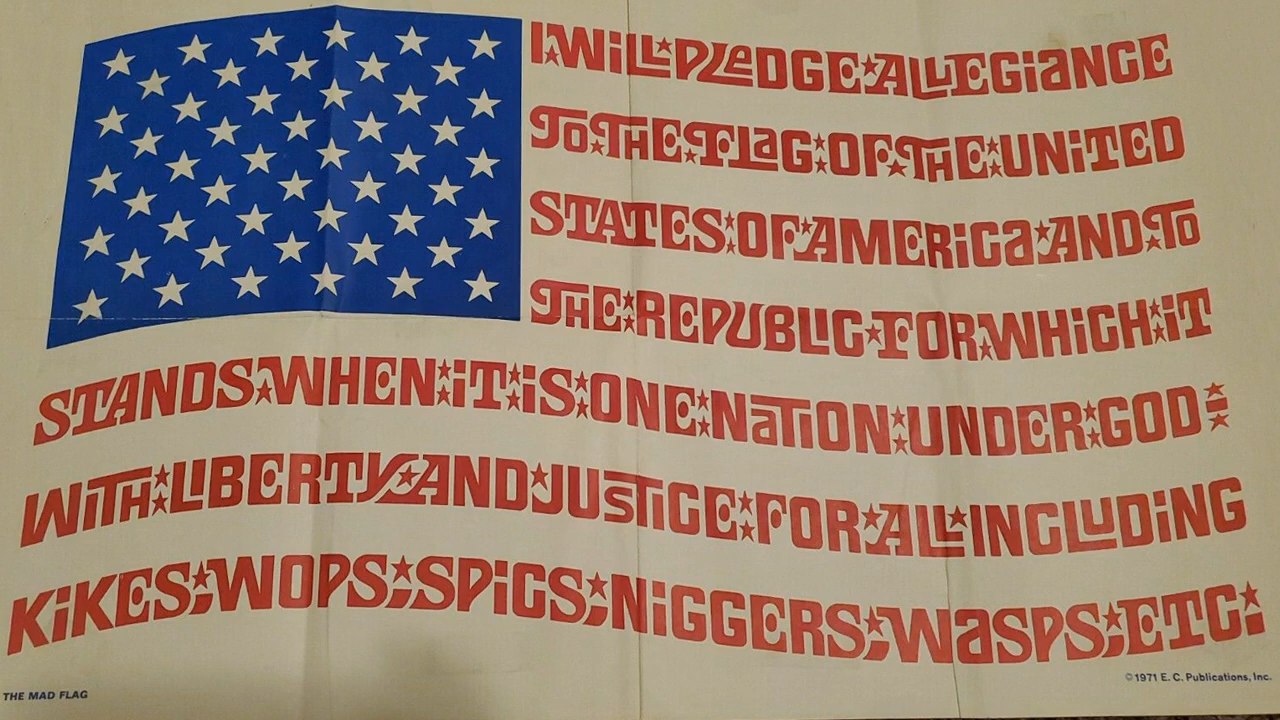 I WiLL PLeDGE ALLEGiaNCE
To THE FLaG OF THE UNiTED
STATES OF AMERiCa AND To
THE REPUBLiC FOR WHiCH iT
STANDS WHEN iT iS ONE NaTiON UNDER GOD:
WiTH LiBERTY AND JUsTiCE FOR ALL INCLUDiNG
KiKES, WOPS, SPiCS, NiGGERS, WaSPS, ETC.
THE MAD FLAG
©1971 E. C. Publications, Inc.